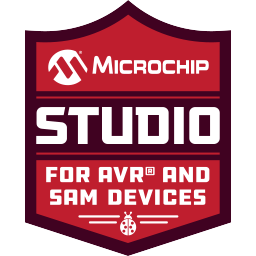 MICROCHIP
STUDIO
FOR AVR® AND
SAM DEVICES